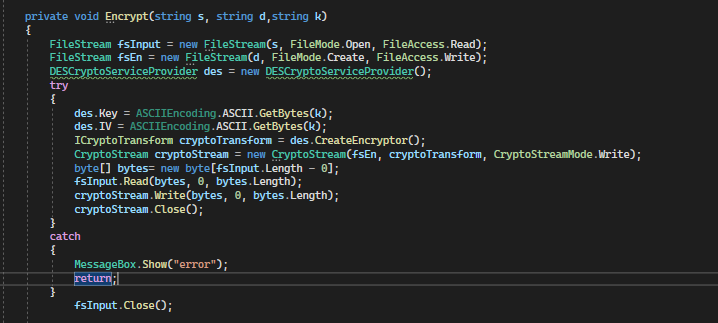 private void Encrypt(string s, string d,string k)
{
FileStream fsInput = new FileStream(s, FileMode.Open, FileAccess.Read);
FileStream fsEn = new FileStream(d, FileMode.Create, FileAccess.Write);
DESCryptoServiceProvider des = new DESCryptoServiceProvider();
try
{
des.Key = ASCIIEncoding.ASCII.GetBytes(k);
des.IV = ASCIIEncoding.ASCII.GetBytes(k);
ICryptoTransform cryptoTransform = des.CreateEncryptor();
CryptoStream cryptoStream = new CryptoStream(fsEn, cryptoTransform, CryptoStreamMode.Write);
byte[] bytes= new byte[fsInput.Length - 0];
fsInput.Read(bytes, 0, bytes.Length);
cryptoStream.Write(bytes, 0, bytes.Length);
cryptoStream.Close();
}
catch
{
MessageBox.Show("error");
return;
}
fsInput.Close();